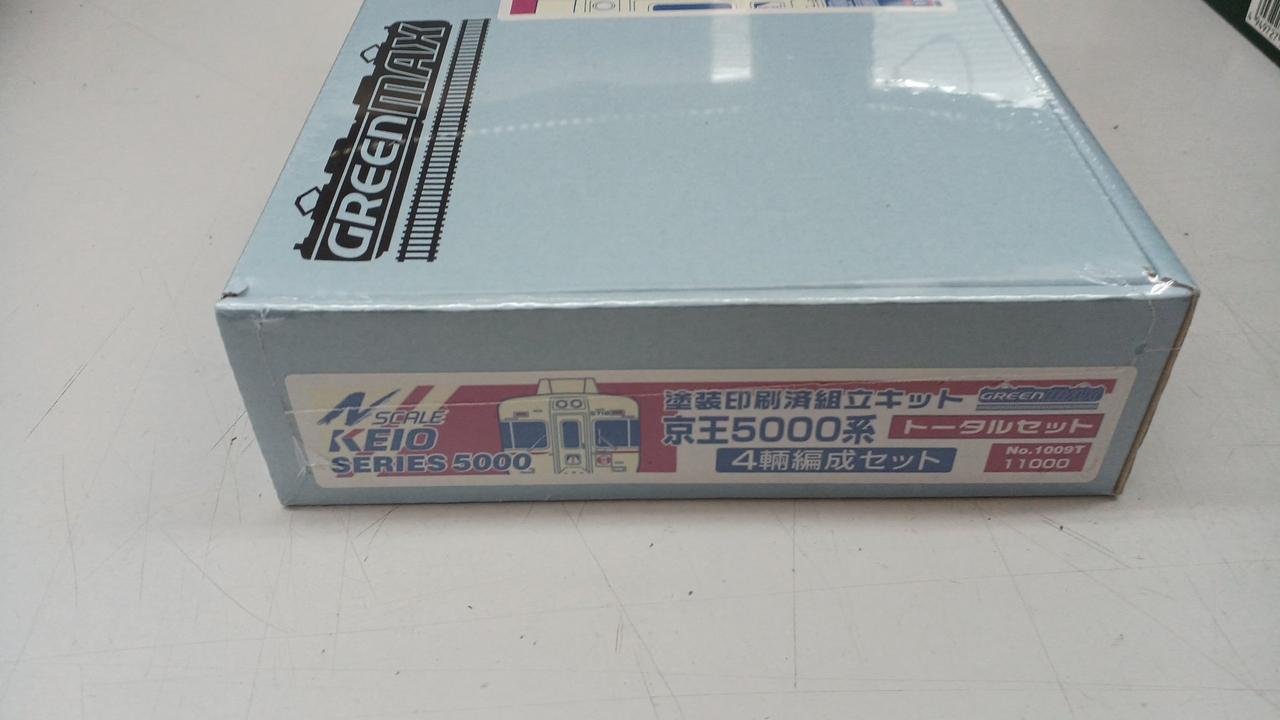 GREENMAX
N SCALE
KEIO
SERIES 5000
塗装印刷済組立キット
GREENMAX
京王5000系
トータルセット
4輌編成セット
No.1009T
11000